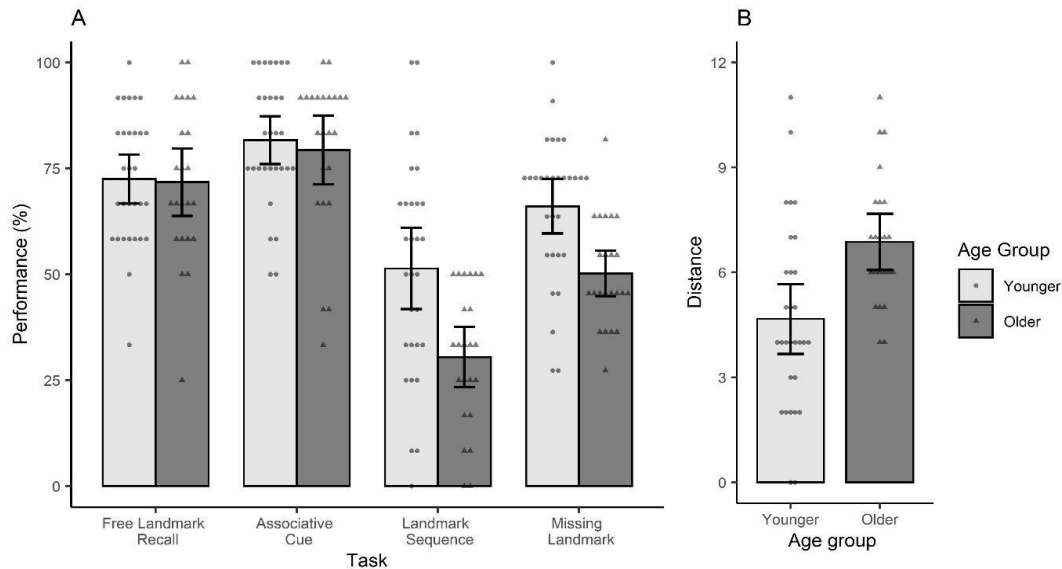 A
Performance (%)
100
75
50
25
0
Free Landmark
Recall
Associative
Cue
Landmark
Sequence
Missing
Landmark
Task
B
Distance
12
9
6
3
0
Younger
Older
Age group
Age Group
Younger
Older